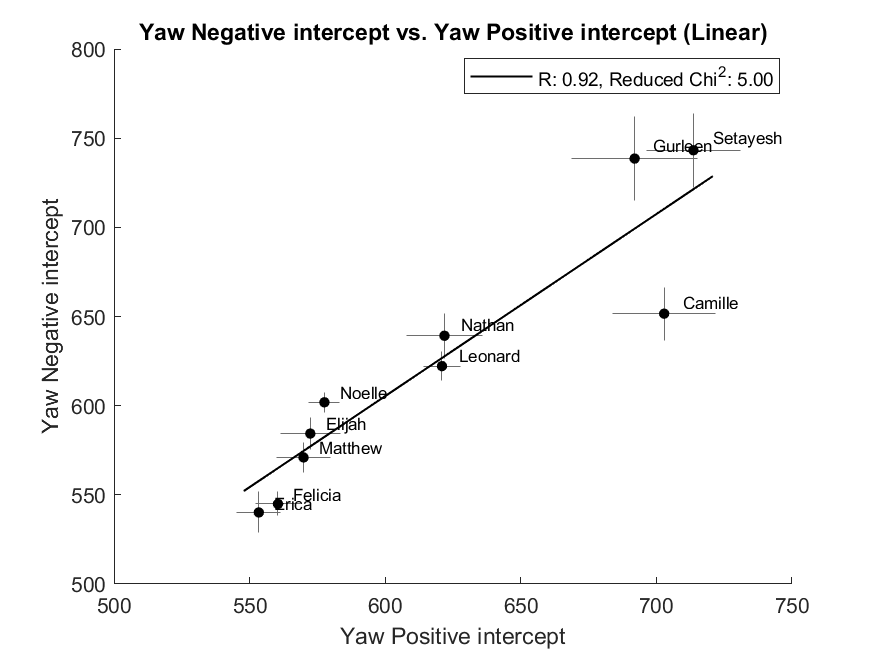 Yaw Negative intercept vs. Yaw Positive intercept (Linear)
R: 0.92, Reduced Chi²: 5.00
800
750
700
650
600
550
500
Yaw Negative intercept
Gurleen
Setayesh
Camille
Nathan
Leonard
Noelle
Elijah
Matthew
Felicia
Erica
500
550
600
650
700
750
Yaw Positive intercept